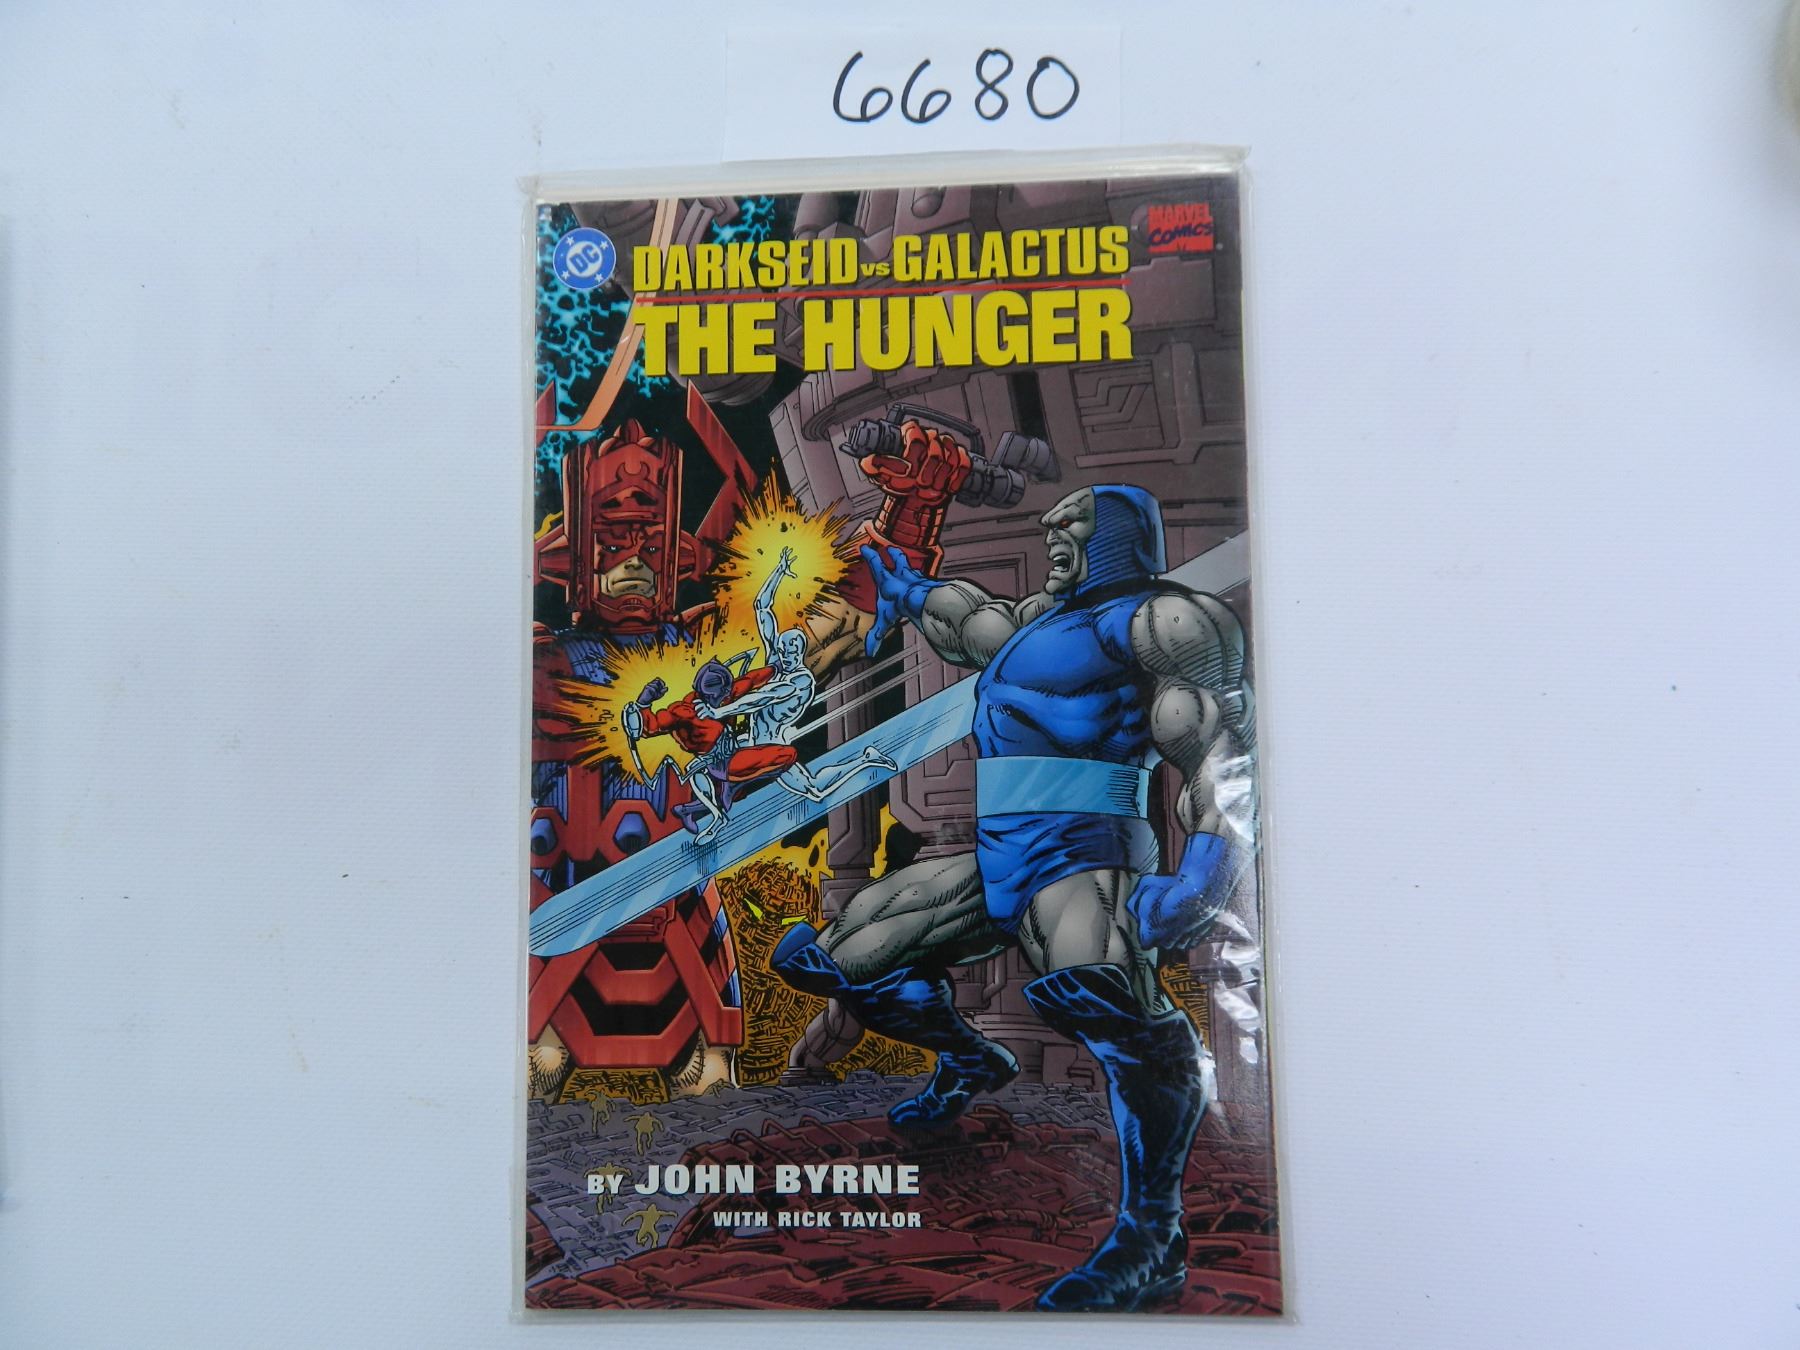 6680
DC
MARVEL
COMICS
DARKSEID VS GALACTUS
THE HUNGER
BY JOHN BYRNE
WITH RICK TAYLOR